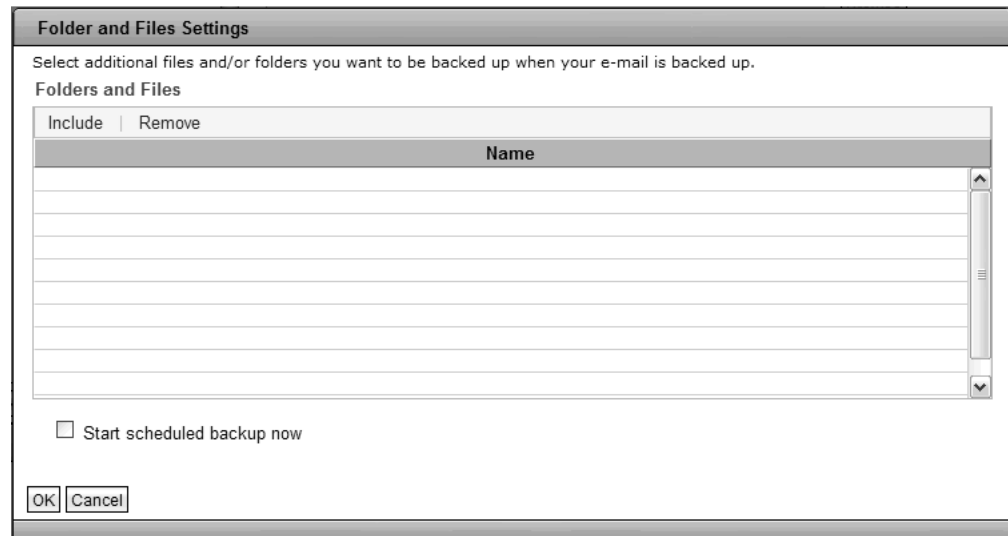 Folder and Files Settings
Select additional files and/or folders you want to be backed up when your e-mail is backed up.
Folders and Files
Include | Remove
Name
Start scheduled backup now
OK Cancel